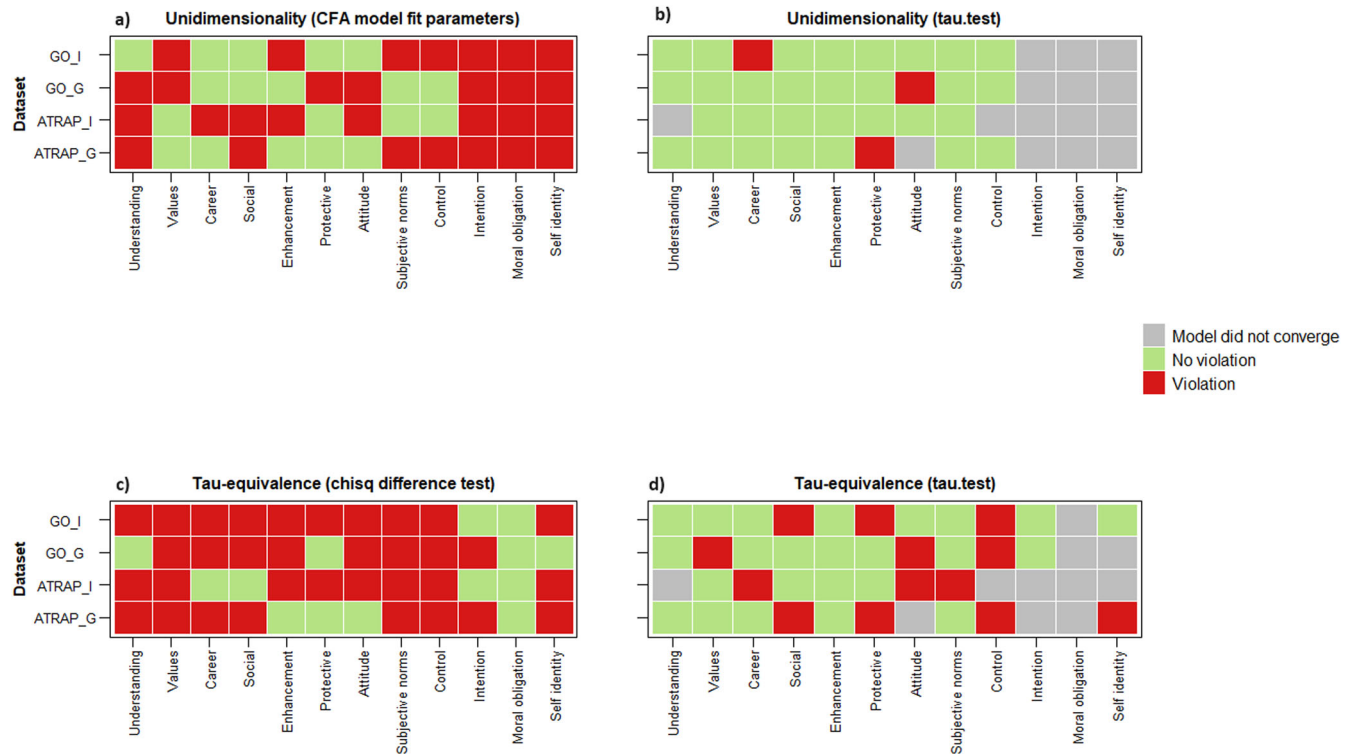 a) Unidimensionality (CFA model fit parameters)
Dataset
GO_I
GO_G
ATRAP_I
ATRAP_G
Understanding
Values
Career
Social
Enhancement
Protective
Attitude
Subjective norms
Control
Intention
Moral obligation
Self identity
b) Unidimensionality (tau.test)
Understanding
Values
Career
Social
Enhancement
Protective
Attitude
Subjective norms
Control
Intention
Moral obligation
Self identity
Model did not converge
No violation
Violation
c) Tau-equivalence (chisq difference test)
Dataset
GO_I
GO_G
ATRAP_I
ATRAP_G
Understanding
Values
Career
Social
Enhancement
Protective
Attitude
Subjective norms
Control
Intention
Moral obligation
Self identity
d) Tau-equivalence (tau.test)
Understanding
Values
Career
Social
Enhancement
Protective
Attitude
Subjective norms
Control
Intention
Moral obligation
Self identity